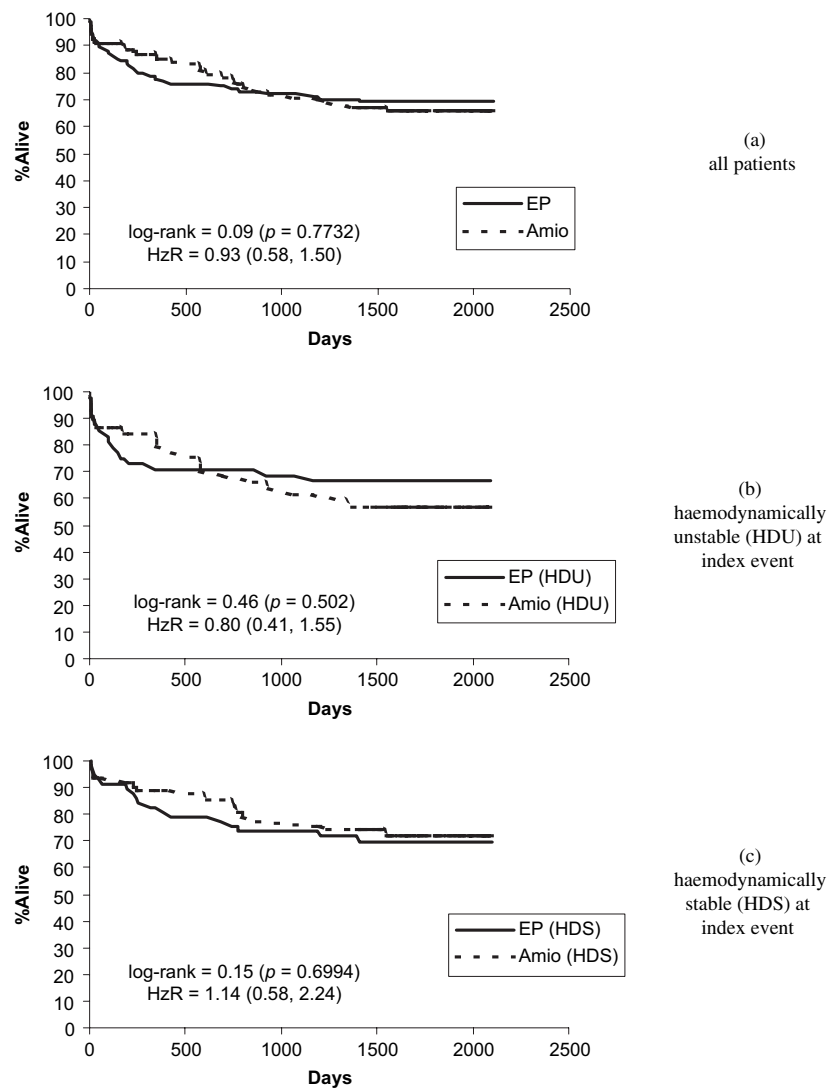 100
90
80
70
60
50
40
30
20
10
0
%Alive
0 500 1000 1500 2000 2500
Days
EP
Amio
log-rank = 0.09 (p = 0.7732)
HzR = 0.93 (0.58, 1.50)
(a)
all patients
100
90
80
70
60
50
40
30
20
10
0
%Alive
0 500 1000 1500 2000 2500
Days
EP (HDU)
Amio (HDU)
log-rank = 0.46 (p = 0.502)
HzR = 0.80 (0.41, 1.55)
(b)
haemodynamically
unstable (HDU) at
index event
100
90
80
70
60
50
40
30
20
10
0
%Alive
0 500 1000 1500 2000 2500
Days
EP (HDS)
Amio (HDS)
log-rank = 0.15 (p = 0.6994)
HzR = 1.14 (0.58, 2.24)
(c)
haemodynamically
stable (HDS) at
index event